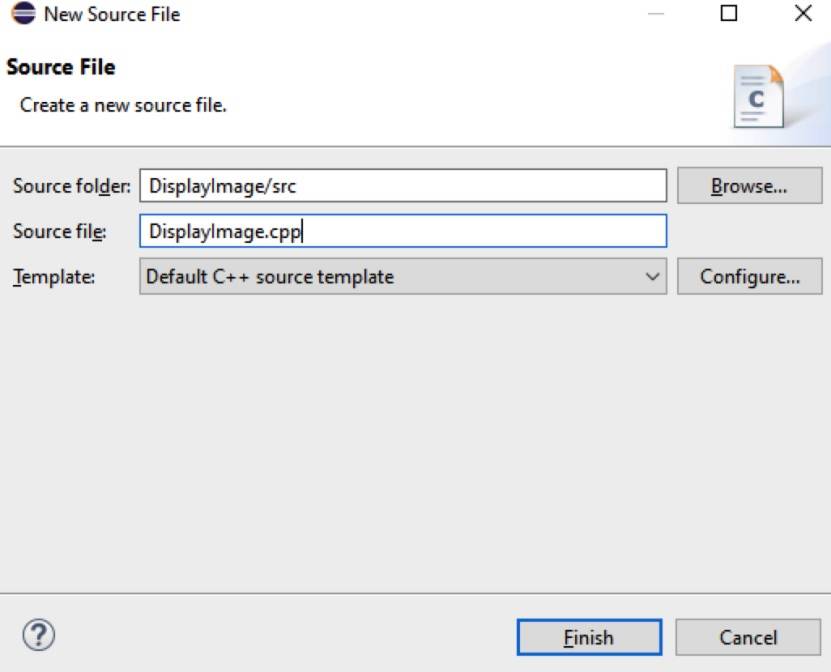 New Source File
Source File
Create a new source file.
C
Source folder: DisplayImage/src Browse...
Source file: DisplayImage.cpp
Template: Default C++ source template Configure...
? Finish Cancel